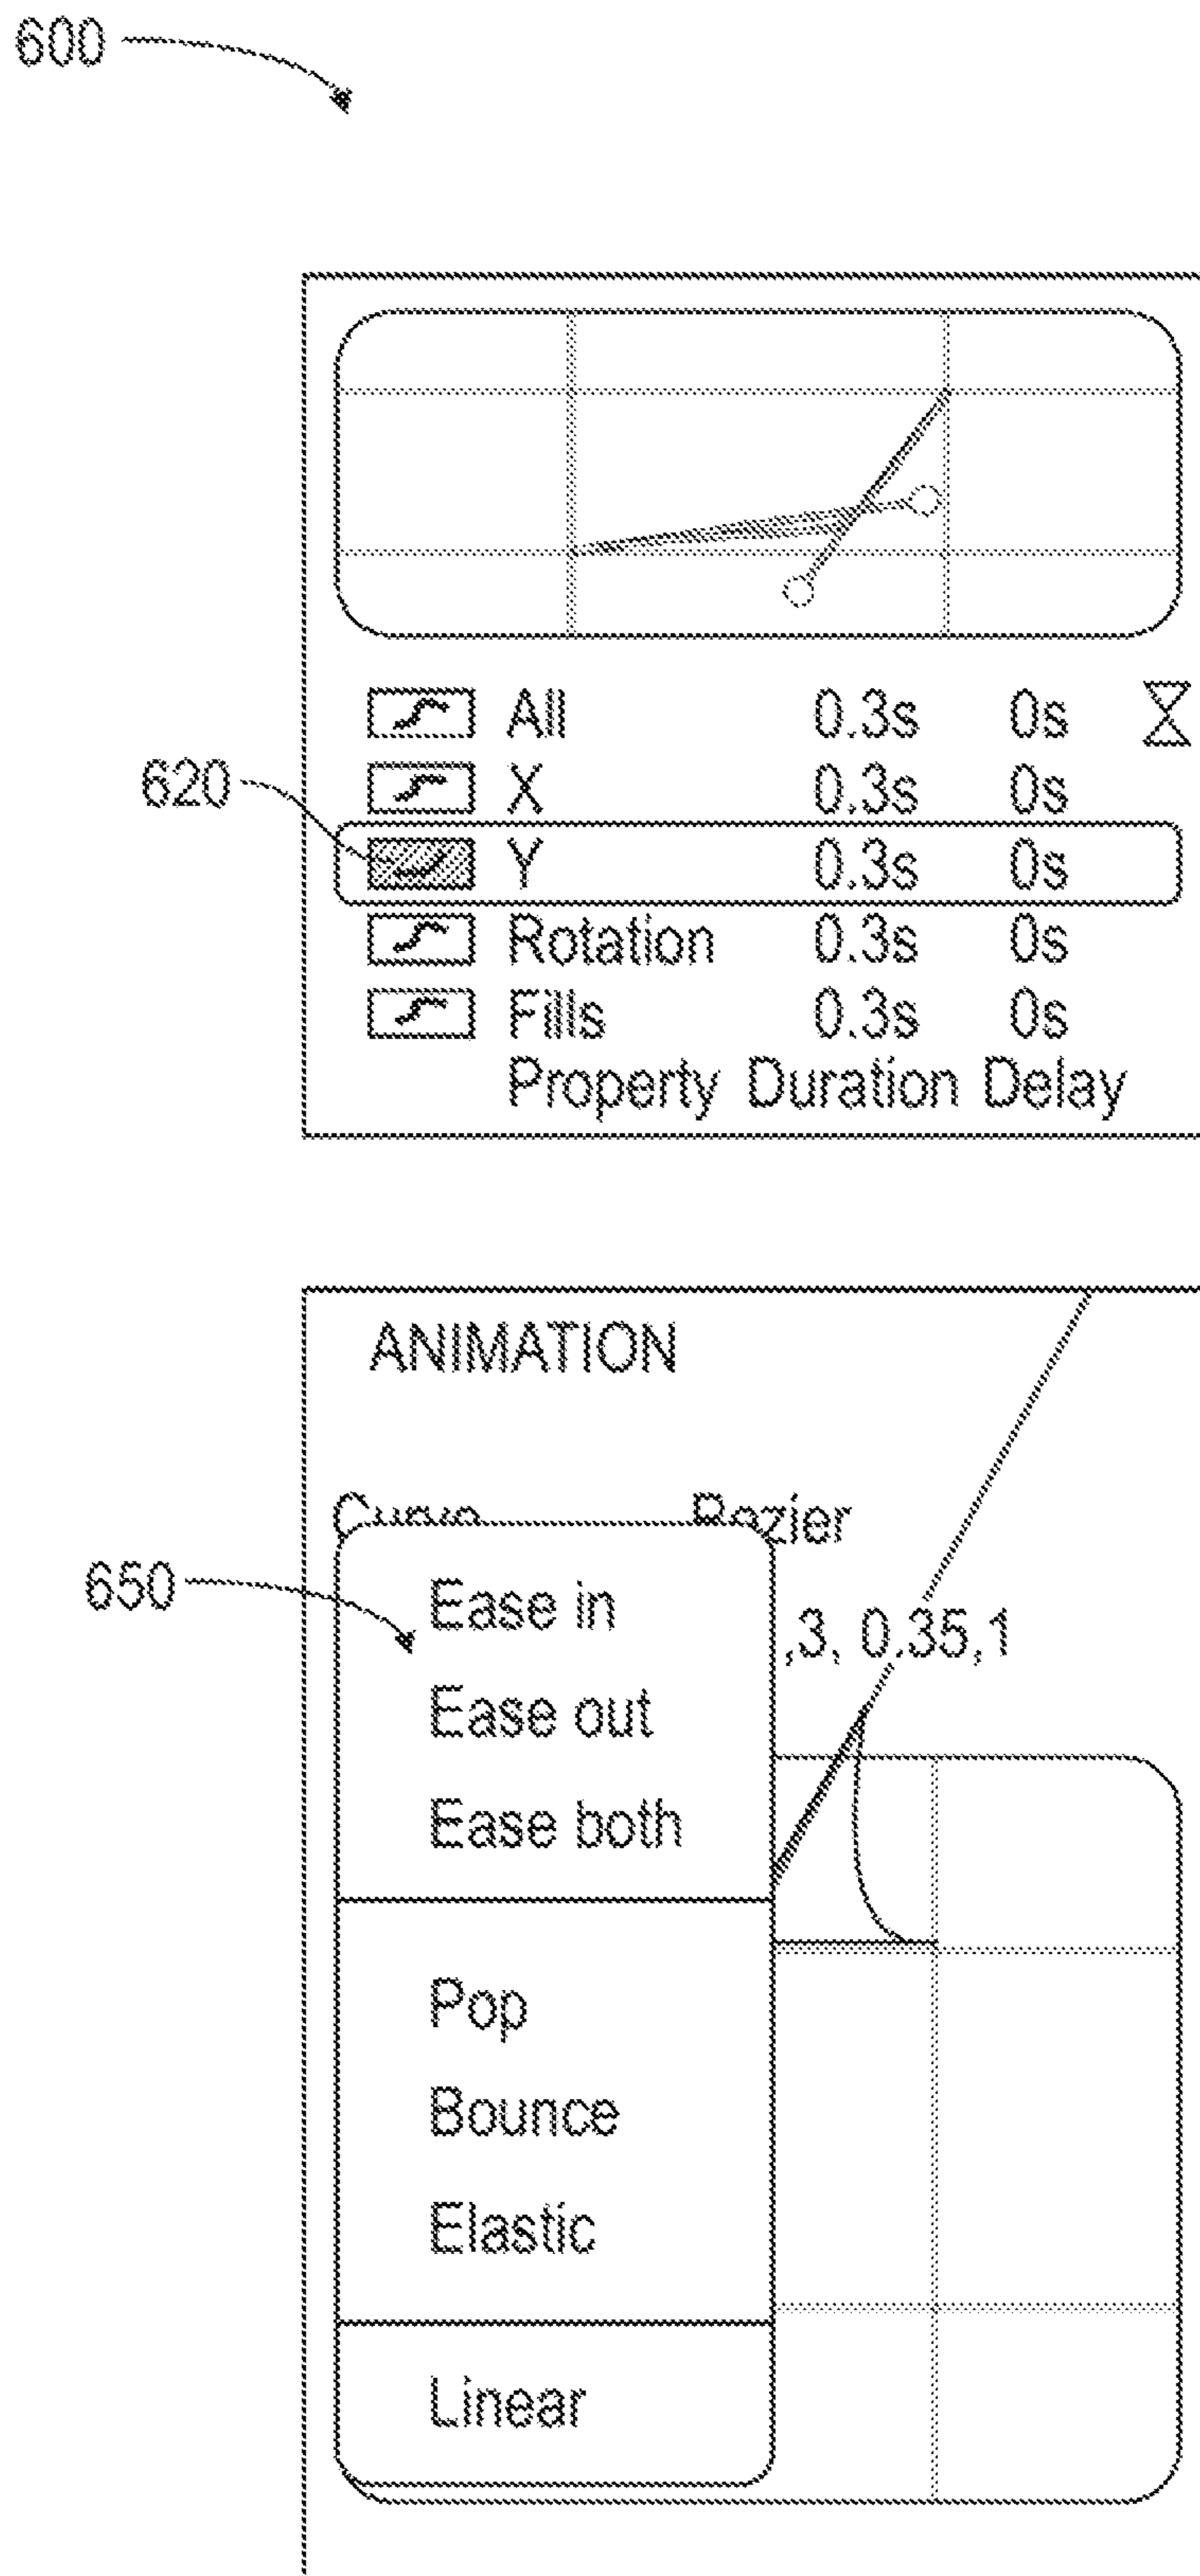 600
All 0.3s 0s
X 0.3s 0s
620
Y 0.3s 0s
Rotation 0.3s 0s
Fills 0.3s 0s
Property Duration Delay
ANIMATION
Curve Bezier
650
Ease in
,3, 0.35,1
Ease out
Ease both
Pop
Bounce
Elastic
Linear